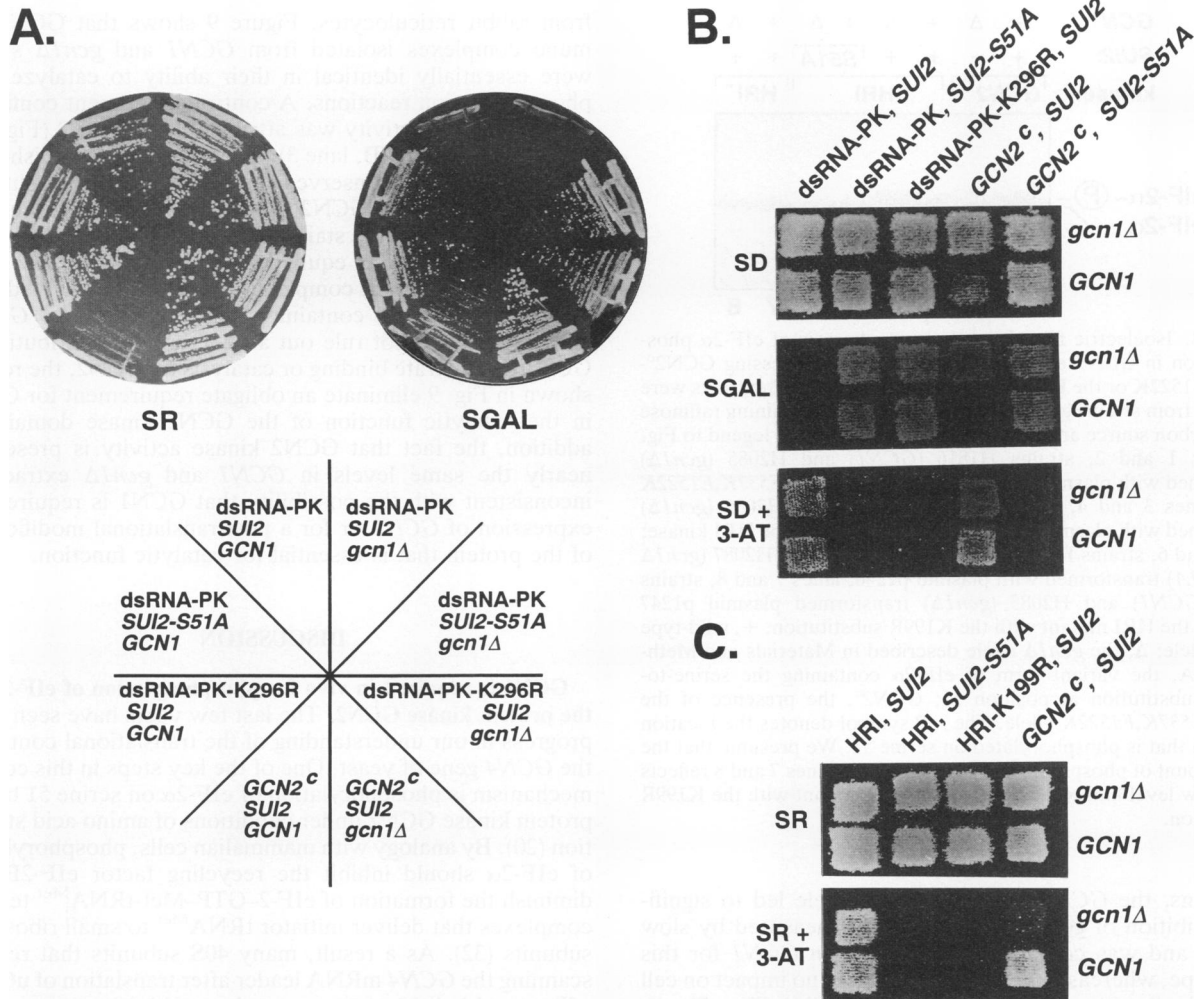 A.
SR
SGAL
dsRNA-PK
SUI2
GCN1
dsRNA-PK
SUI2
gcn1Δ
dsRNA-PK
SUI2-S51A
GCN1
dsRNA-PK
SUI2-S51A
gcn1Δ
dsRNA-PK-K296R
SUI2
GCN1
dsRNA-PK-K296R
SUI2
gcn1Δ
GCN2ᶜ
SUI2
GCN1
GCN2ᶜ
SUI2
gcn1Δ
B.
dsRNA-PK, SUI2
dsRNA-PK, SUI2-S51A
dsRNA-PK-K296R, SUI2
GCN2ᶜ, SUI2
GCN2ᶜ, SUI2-S51A
SD
gcn1Δ
GCN1
SGAL
gcn1Δ
GCN1
SD +
3-AT
gcn1Δ
GCN1
C.
HRI, SUI2
HRI, SUI2-S51A
HRI-K199R, SUI2
GCN2ᶜ, SUI2
SR
gcn1Δ
GCN1
SR +
3-AT
gcn1Δ
GCN1